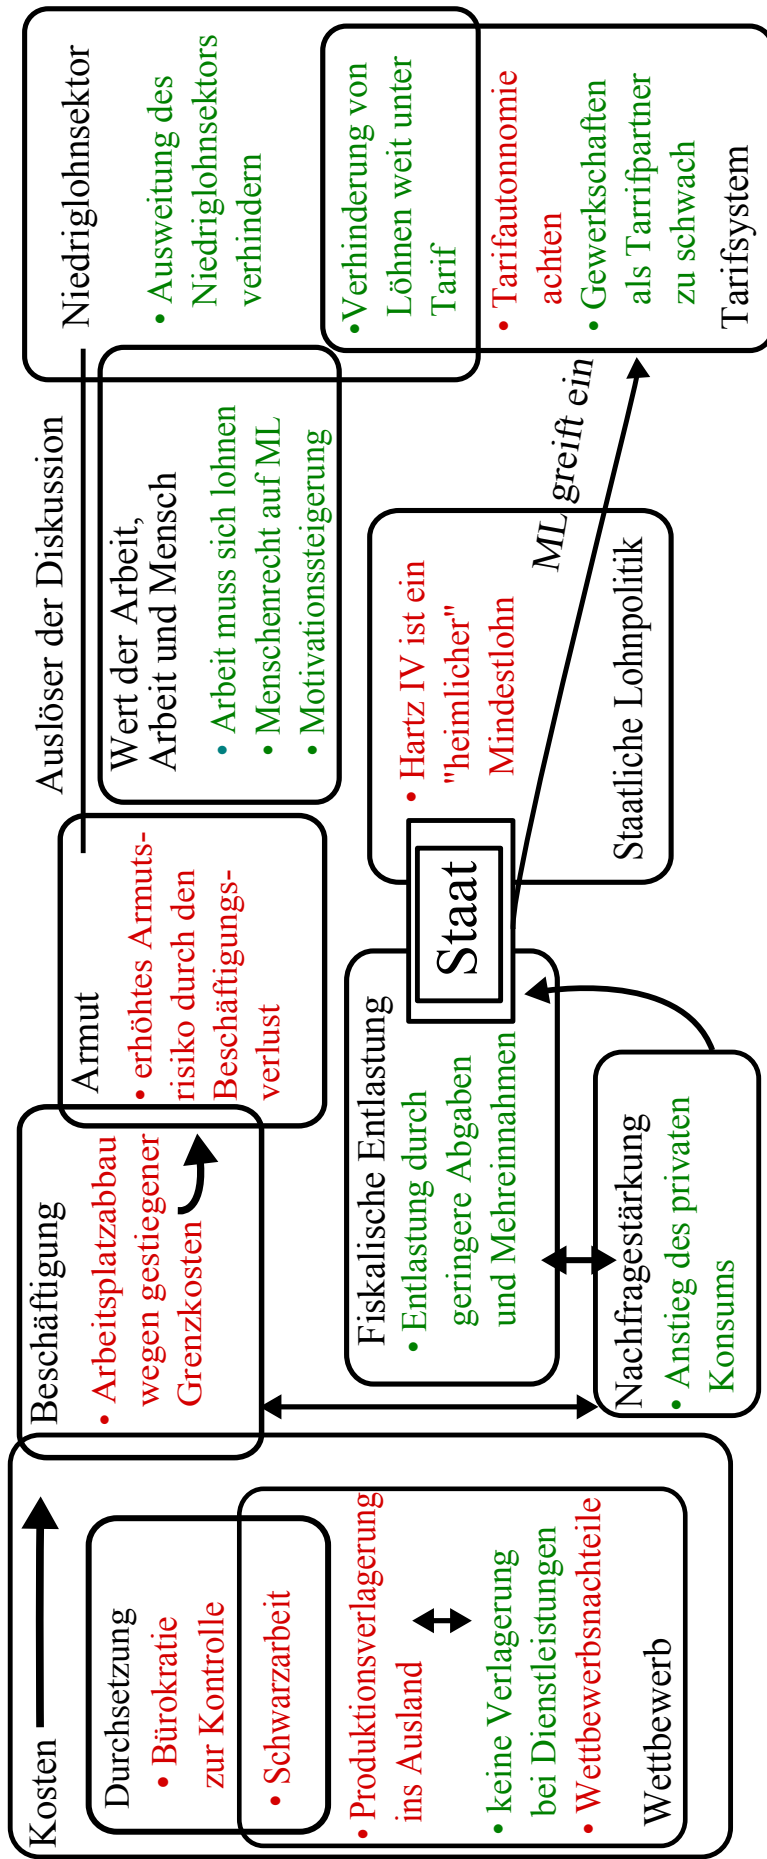 Kosten
Durchsetzung
• Bürokratie
zur Kontrolle
• Schwarzarbeit
• Produktionsverlagerung
ins Ausland
• keine Verlagerung
bei Dienstleistungen
• Wettbewerbsnachteile
Wettbewerb
Beschäftigung
• Arbeitsplatzabbau
wegen gestiegener
Grenzkosten
Armut
• erhöhtes Armuts-
risiko durch den
Beschäftigungs-
verlust
Fiskalische Entlastung
• Entlastung durch
geringere Abgaben
und Mehreinnahmen
Nachfragestärkung
• Anstieg des privaten
Konsums
Staat
Auslöser der Diskussion
Wert der Arbeit,
Arbeit und Mensch
• Arbeit muss sich lohnen
• Menschenrecht auf ML
• Motivationssteigerung
• Hartz IV ist ein
"heimlicher"
Mindestlohn
Staatliche Lohnpolitik
ML greift ein
Niedriglohnsektor
• Ausweitung des
Niedriglohnsektors
verhindern
• Verhinderung von
Löhnen weit unter
Tarif
• Tarifautonnomie
achten
• Gewerkschaften
als Tarrifpartner
zu schwach
Tarifsystem